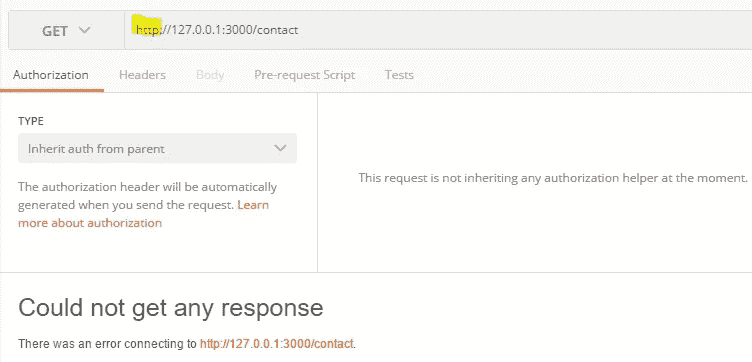 GET http://127.0.0.1:3000/contact
Authorization Headers Body Pre-request Script Tests
TYPE
Inherit auth from parent
The authorization header will be automatically
generated when you send the request. Learn
more about authorization
This request is not inheriting any authorization helper at the moment.
Could not get any response
There was an error connecting to http://127.0.0.1:3000/contact.